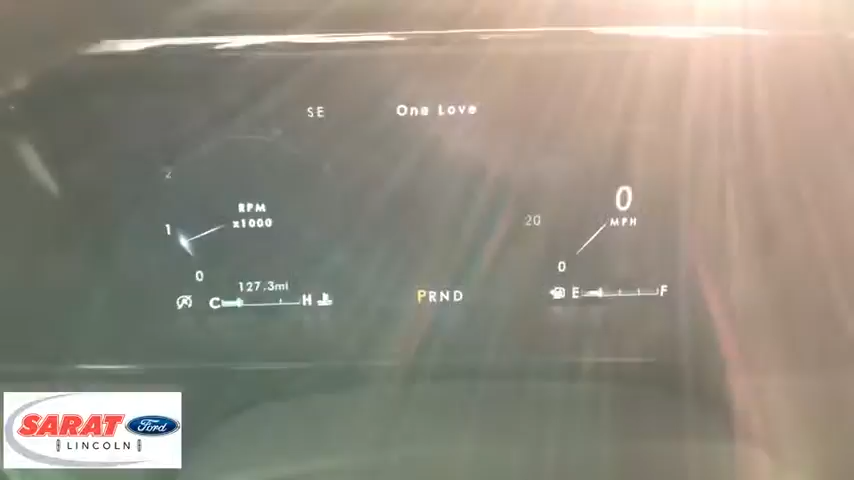 SE
One Love
2
RPM
x1000
1
0
127.3mi
C
H
PRND
20
0
MPH
0
E
F
SARAT
Ford
LINCOLN